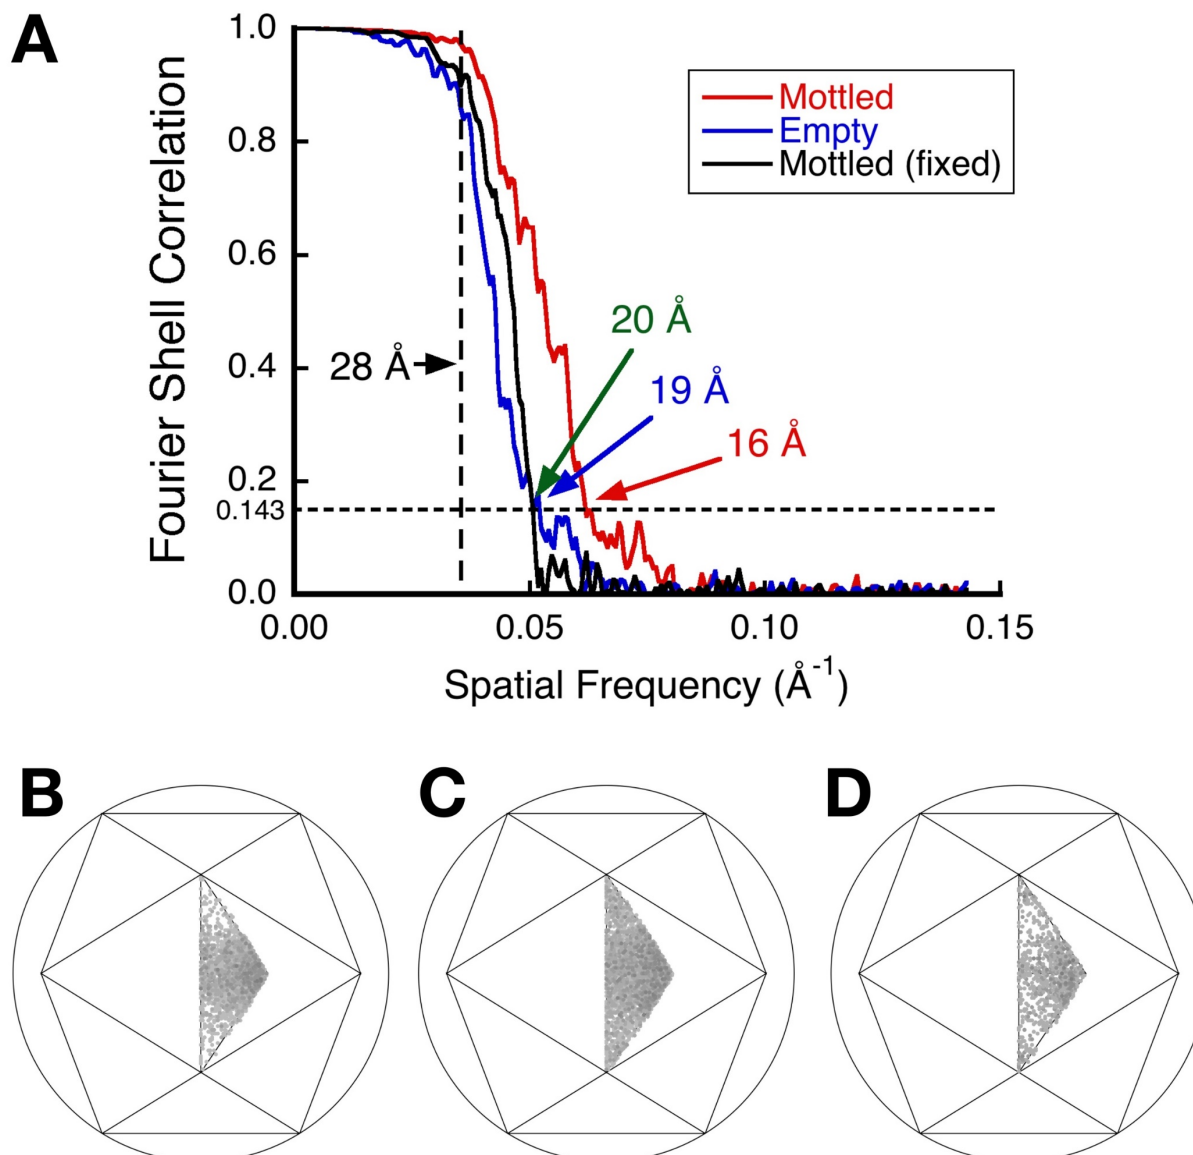 A
1.0
0.8
0.6
0.4
0.2
0.143
0.0
Fourier Shell Correlation
Mottled
Empty
Mottled (fixed)
20 Å
28 Å
19 Å
16 Å
0.00 0.05 0.10 0.15
Spatial Frequency (Å⁻¹)
B C D